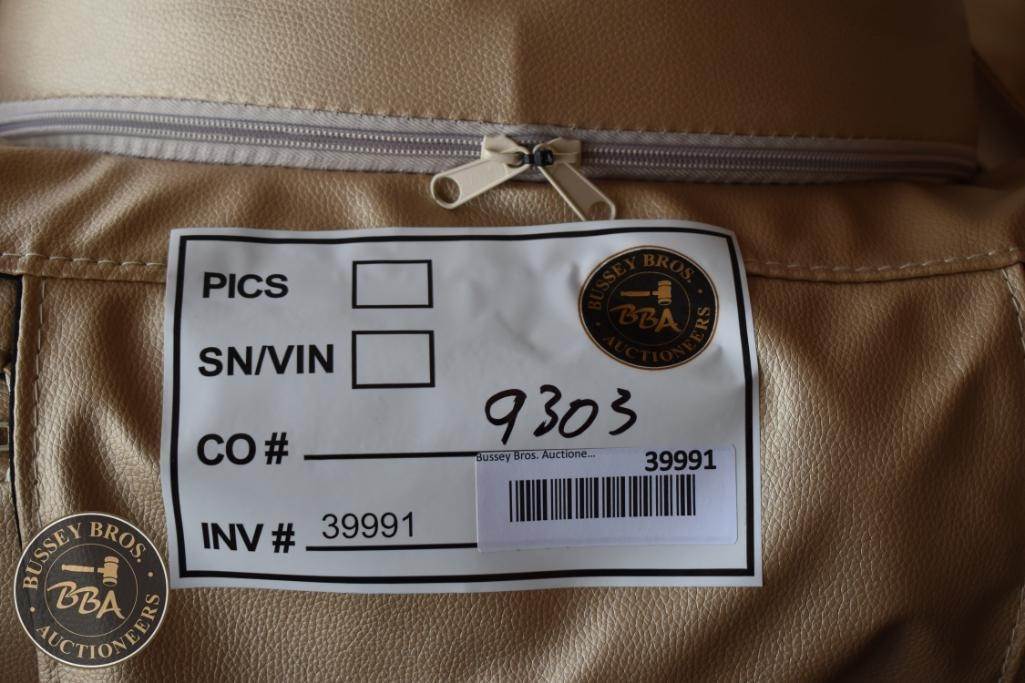 PICS
BUSSEY BROS.
BBA
AUCTIONEERS
SN/VIN
9303
CO #
Bussey Bros. Auctione... 39991
INV # 39991
BUSSEY BROS.
BBA
AUCTIONEERS